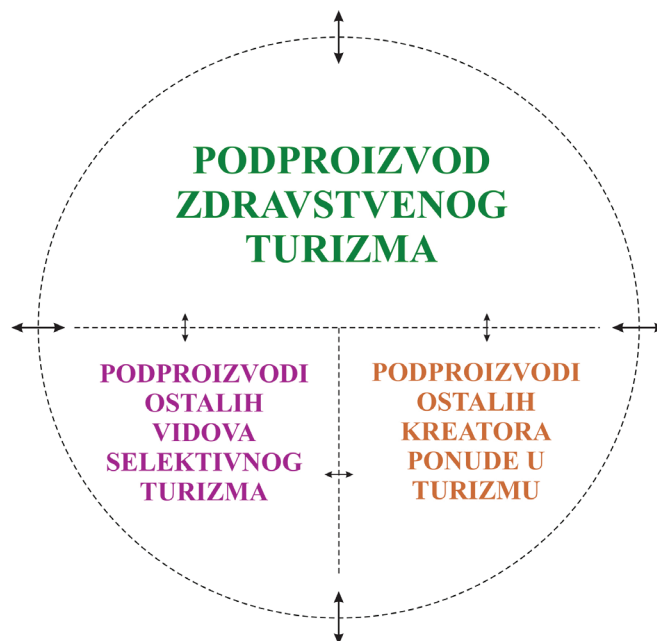 PODPROIZVOD
ZDRAVSTVENOG
TURIZMA
PODPROIZVODI
OSTALIH
VIDOVA
SELEKTIVNOG
TURIZMA
PODPROIZVODI
OSTALIH
KREATORA
PONUDE U
TURIZMU